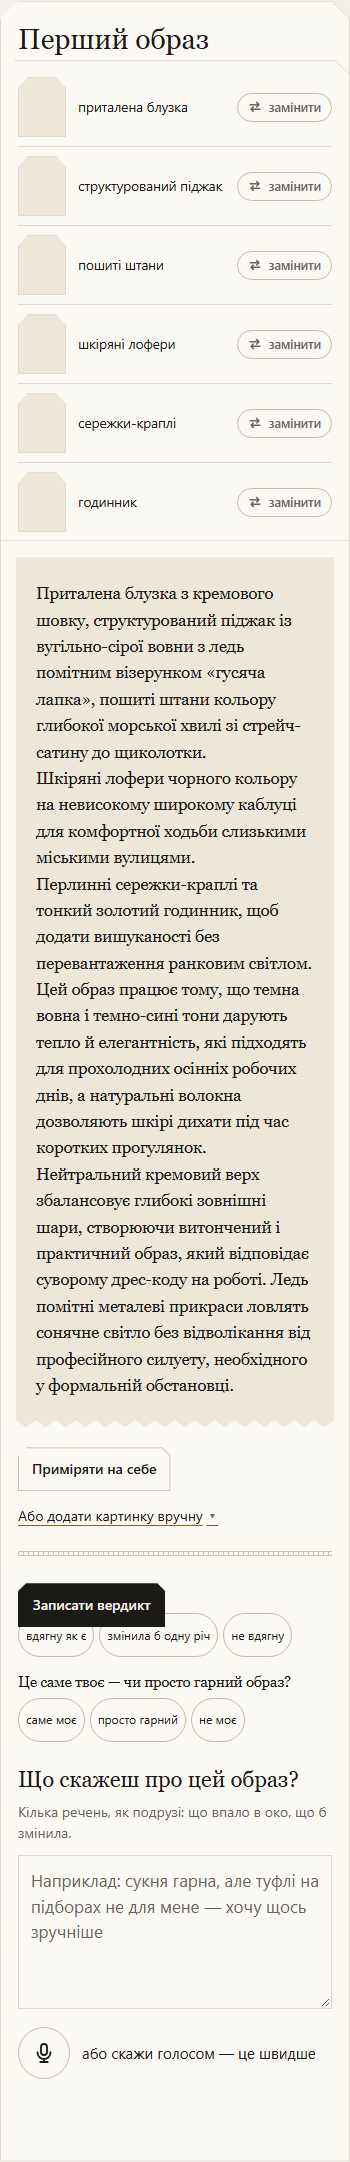 Перший образ
приталена блузка
замінити
структурований піджак
замінити
пошиті штани
замінити
шкіряні лофери
замінити
сережки-краплі
замінити
годинник
замінити
Приталена блузка з кремового
шовку, структурований піджак із
вугільно-сірої вовни з ледь
помітним візерунком «гусяча
лапка», пошиті штани кольору
глибокої морської хвилі зі стрейч-
сатину до щиколотки.
Шкіряні лофери чорного кольору
на невисокому широкому каблуці
для комфортної ходьби слизькими
міськими вулицями.
Перлинні сережки-краплі та
тонкий золотий годинник, щоб
додати вишуканості без
перевантаження ранковим світлом.
Цей образ працює тому, що темна
вовна і темно-сині тони дарують
тепло й елегантність, які підходять
для прохолодних осінніх робочих
днів, а натуральні волокна
дозволяють шкірі дихати під час
коротких прогулянок.
Нейтральний кремовий верх
збалансовує глибокі зовнішні
шари, створюючи витончений і
практичний образ, який відповідає
суворому дрес-коду на роботі. Ледь
помітні металеві прикраси ловлять
сонячне світло без відволікання від
професійного силуету, необхідного
у формальній обстановці.
Приміряти на себе
Або додати картинку вручну
Записати вердикт
вдягну як є
змінила б одну річ
не вдягну
Це саме твоє — чи просто гарний образ?
саме моє
просто гарний
не моє
Що скажеш про цей образ?
Кілька речень, як подрузі: що впало в око, що б
змінила.
Наприклад: сукня гарна, але туфлі на
підборах не для мене — хочу щось
зручніше
або скажи голосом — це швидше